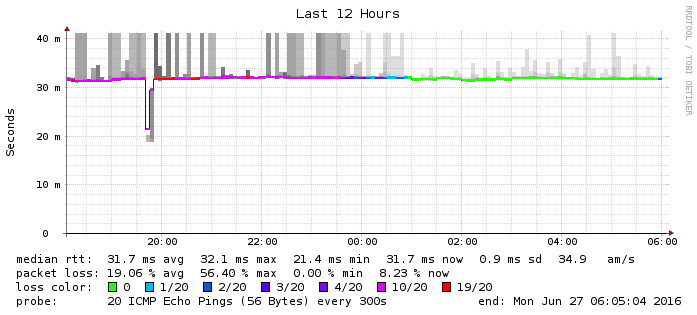 Last 12 Hours
RRDTOOL / TOBI OETIKER
Seconds
40 m
30 m
20 m
10 m
0
20:00 22:00 00:00 02:00 04:00 06:00
median rtt: 31.7 ms avg 32.1 ms max 21.4 ms min 31.7 ms now 0.9 ms sd 34.9 am/s
packet loss: 19.06 % avg 56.40 % max 0.00 % min 8.23 % now
loss color: 0 1/20 2/20 3/20 4/20 10/20 19/20
probe: 20 ICMP Echo Pings (56 Bytes) every 300s end: Mon Jun 27 06:05:04 2016